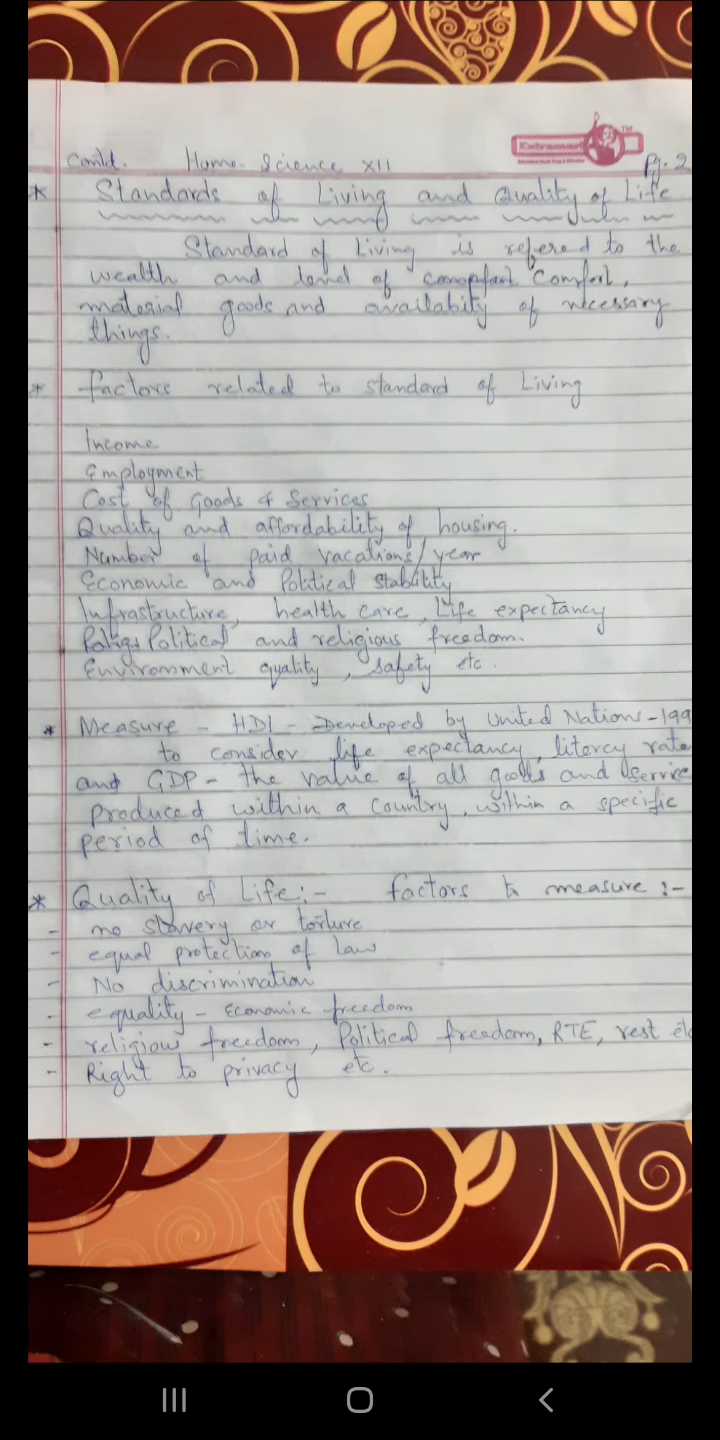 Contd. Home Science XII Pg. 2
Extramarks TM
* Standards of Living and Quality of Life
Standard of Living is refered to the
wealth and level of comfort,
material goods and availabity of necessary
things.
* factors related to standard of Living
Income
Employment
Cost of Goods & Services
Quality and affordability of housing.
Number of paid vacations/year
Economic and Political Stability
Infrastructure, health care, Life expectancy
Political and religious freedom.
Environment quality, safety etc.
* Measure - HDI - Developed by United Nations - 199
to consider life expectancy, litercy rate
and GDP - the value of all goods and Service
produced within a country, within a specific
period of time.
* Quality of Life:- factors to measure :-
- no slavery or torture
- equal protection of law
- No discrimination
- equality - Economic freedom
- religious freedom, Political freedom, RTE, rest etc
- Right to privacy etc.